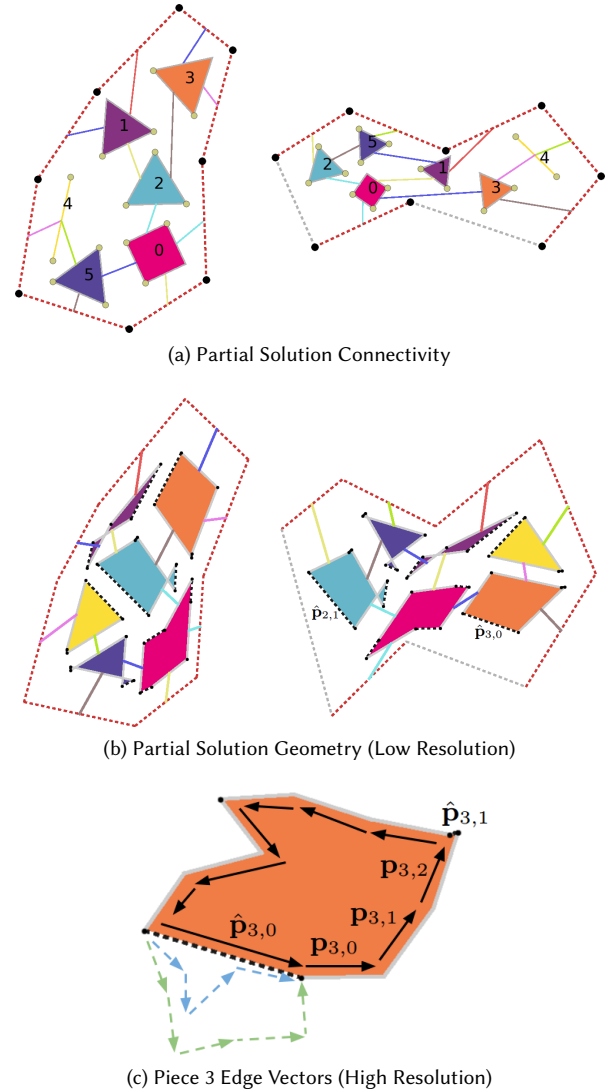 3
1
2
4
0
5
5
2
1
4
0
3
(a) Partial Solution Connectivity
p̂2,1
p̂3,0
(b) Partial Solution Geometry (Low Resolution)
p̂3,1
p3,2
p3,1
p̂3,0
p3,0
(c) Piece 3 Edge Vectors (High Resolution)